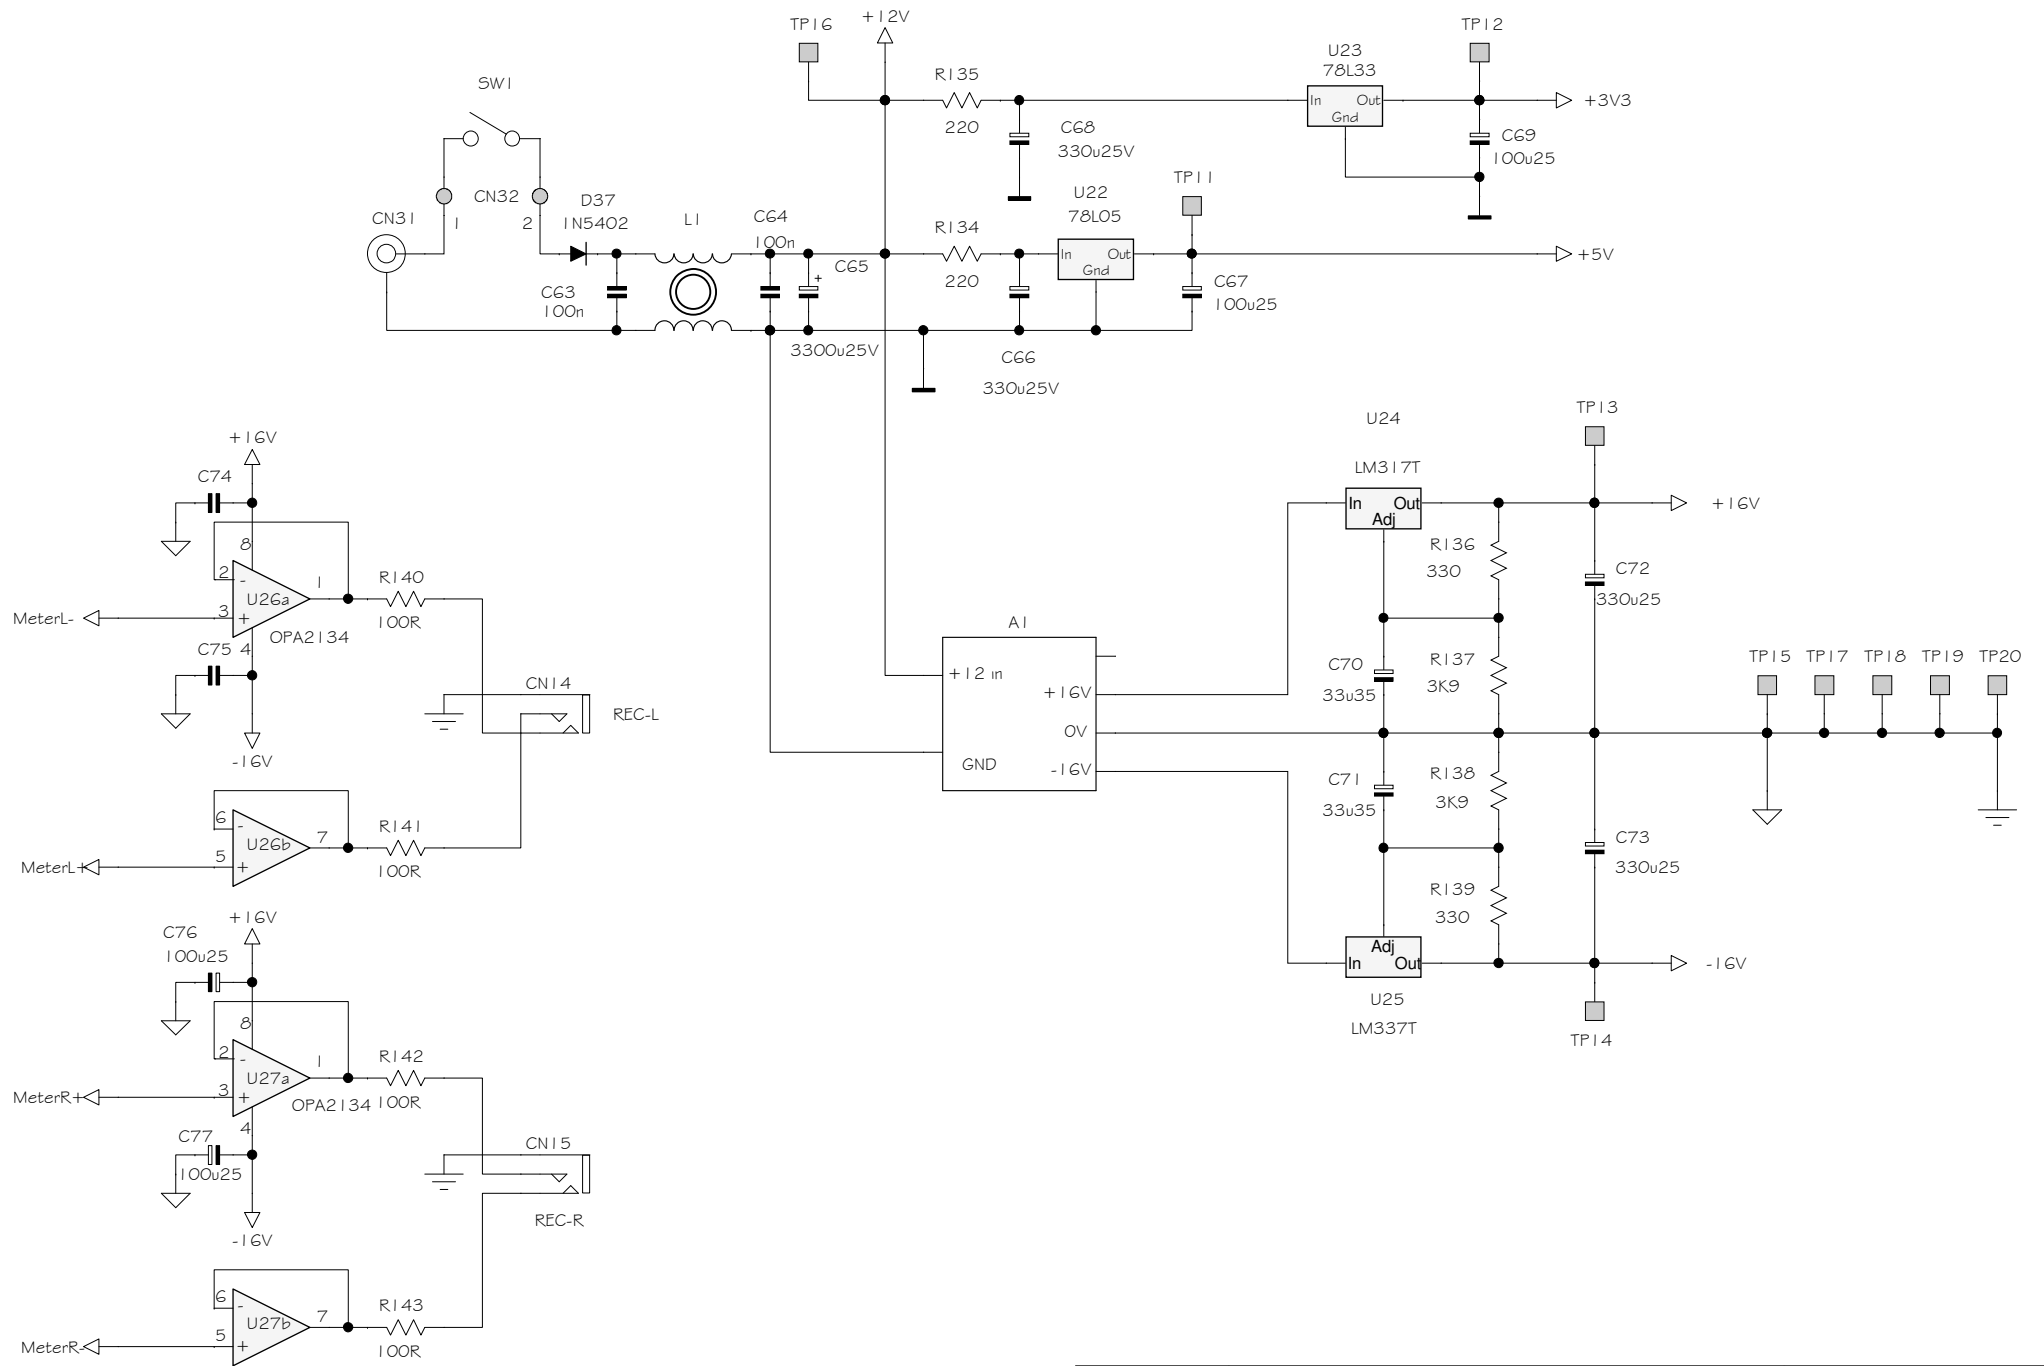 TP16
+12V
TP12
U23
78L33
R135
SW1
In
Out
Gnd
+3V3
220
C68
330u25V
C69
100u25
TP11
CN32
U22
78L05
D37
1N5402
CN31
1
2
L1
C64
100n
R134
C65
+
In
Out
Gnd
+5V
220
C63
100n
C67
100u25
3300u25V
C66
330u25V
TP13
U24
+16V
LM317T
C74
In
Out
Adj
+16V
8
R136
330
2
-
1
R140
C72
330u25
U26a
MeterL-
3
+
100R
A1
OPA2134
C75
4
TP15
TP17
TP18
TP19
TP20
C70
33u35
R137
3K9
CN14
+12 in
+16V
REC-L
0V
-16V
GND
-16V
C71
33u35
R138
3K9
6
-
R141
U26b
7
C73
330u25
MeterL+
5
+
100R
R139
330
+16V
C76
100u25
Adj
In
Out
-16V
U25
LM337T
8
TP14
2
-
1
R142
U27a
MeterR+
3
+
OPA2134
100R
4
C77
100u25
CN15
REC-R
-16V
6
-
R143
U27b
7
MeterR-
5
+
100R